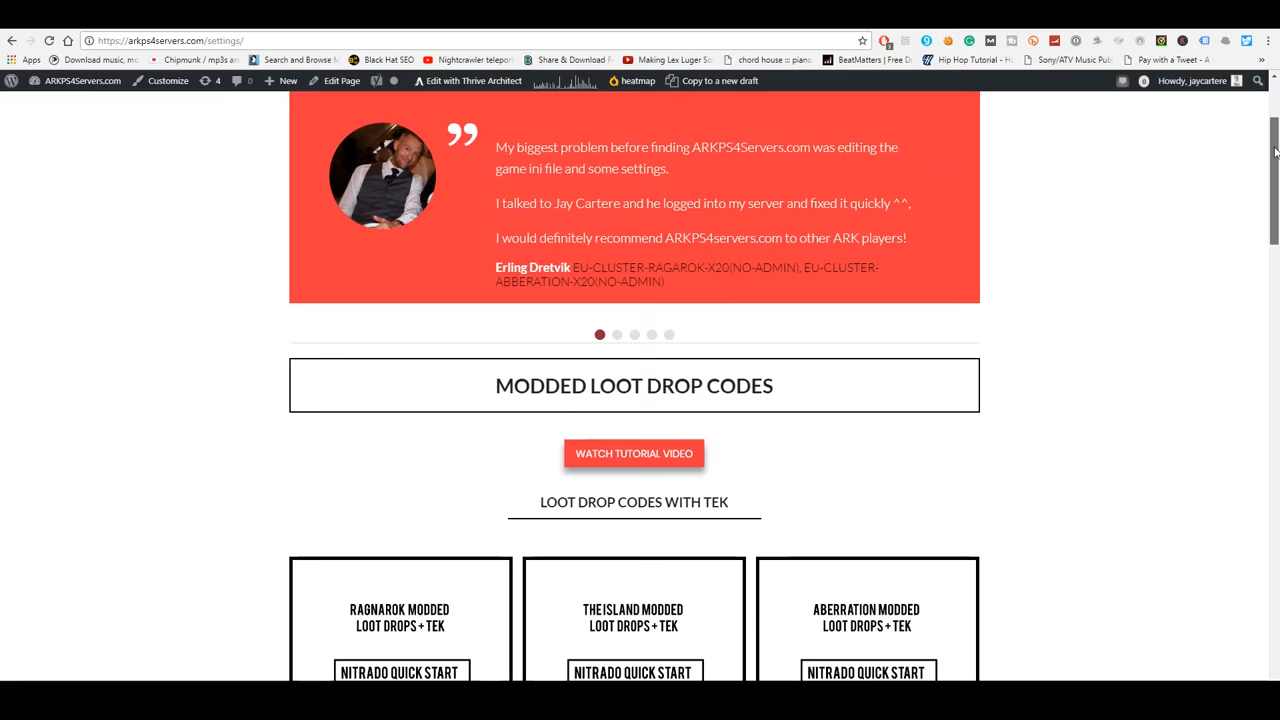 https://arkps4servers.com/settings/
Apps Download music, m Chipmunk / mp3s an Search and Browse N Black Hat SEO Nightcrawler teleport Share & Download F Making Lex Luger So chord house ::: piano BeatMatters | Free D Hip Hop Tutorial - Ho Sony/ATV Music Pub Pay with a Tweet - A
ARKPS4Servers.com Customize 4 0 New Edit Page Edit with Thrive Architect heatmap Copy to a new draft 0 Howdy, jaycartere
My biggest problem before finding ARKPS4Servers.com was editing the
game ini file and some settings.
I talked to Jay Cartere and he logged into my server and fixed it quickly ^^,
I would definitely recommend ARKPS4servers.com to other ARK players!
Erling Dretvik EU-CLUSTER-RAGAROK-X20(NO-ADMIN), EU-CLUSTER-
ABBERATION-X20(NO-ADMIN)
MODDED LOOT DROP CODES
WATCH TUTORIAL VIDEO
LOOT DROP CODES WITH TEK
RAGNAROK MODDED
LOOT DROPS + TEK
NITRADO QUICK START
THE ISLAND MODDED
LOOT DROPS + TEK
NITRADO QUICK START
ABERRATION MODDED
LOOT DROPS + TEK
NITRADO QUICK START